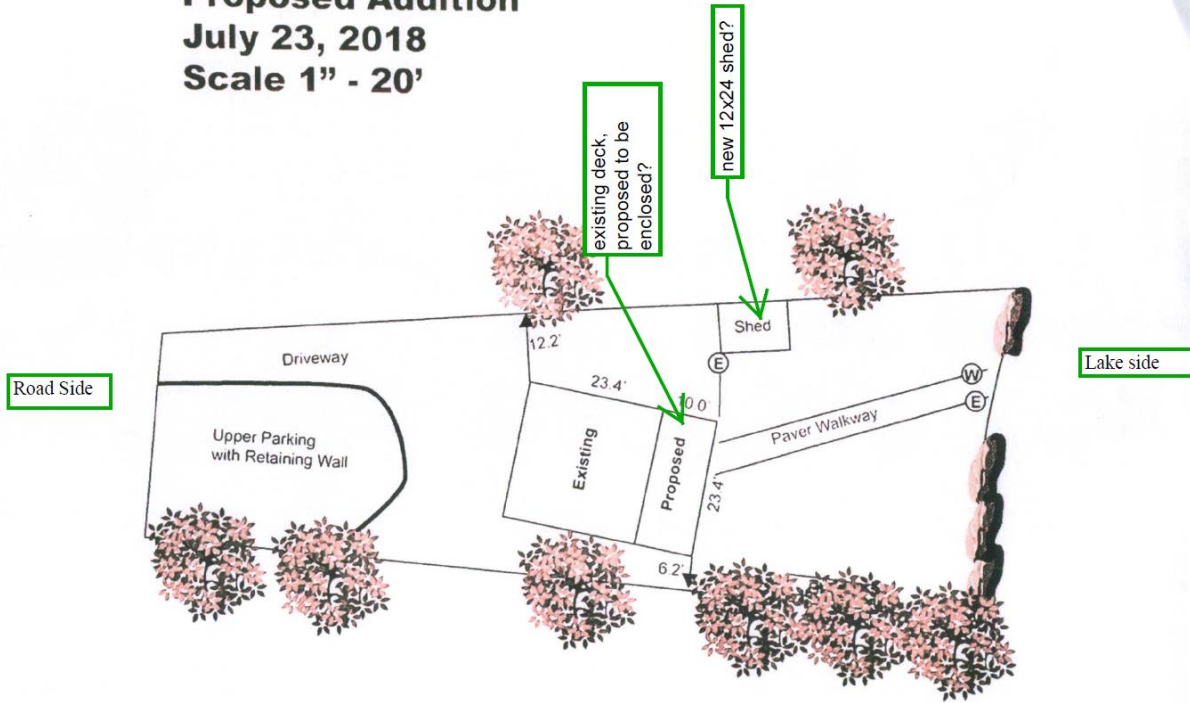 Proposed Addition
July 23, 2018
Scale 1” - 20’
existing deck,
proposed to be
enclosed?
new 12x24 shed?
Shed
12.2'
Driveway
E
Road Side
Lake side
23.4'
10.0'
W
E
Upper Parking
with Retaining Wall
Paver Walkway
Existing
Proposed
23.4'
6.2'